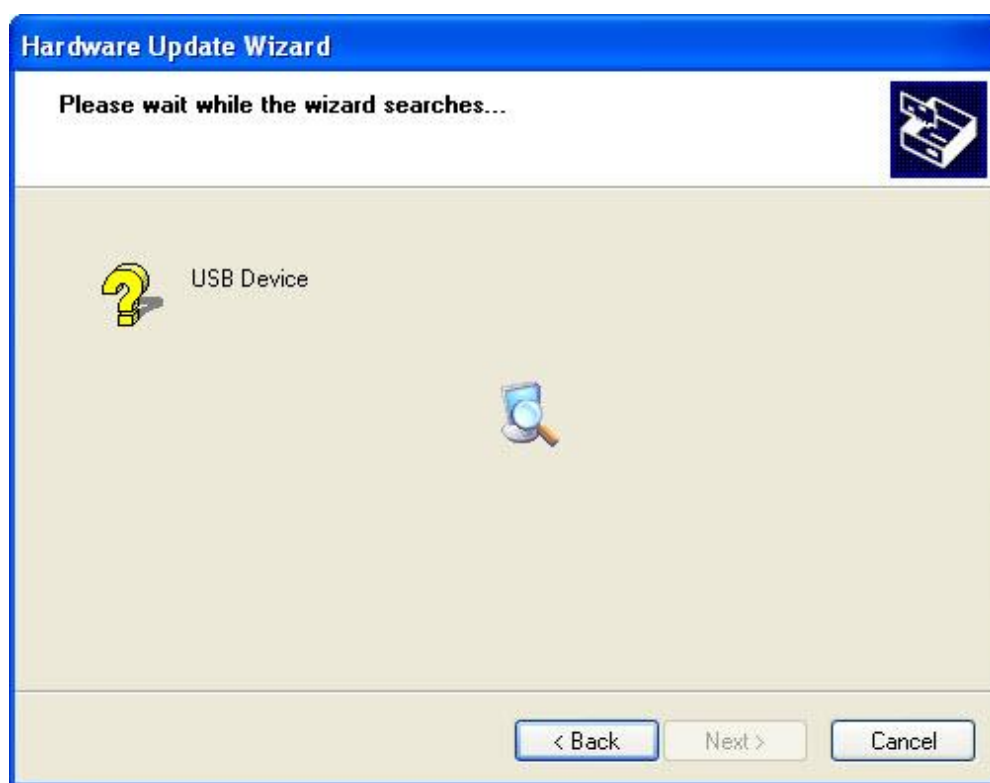 Hardware Update Wizard
Please wait while the wizard searches...
USB Device
< Back
Next >
Cancel